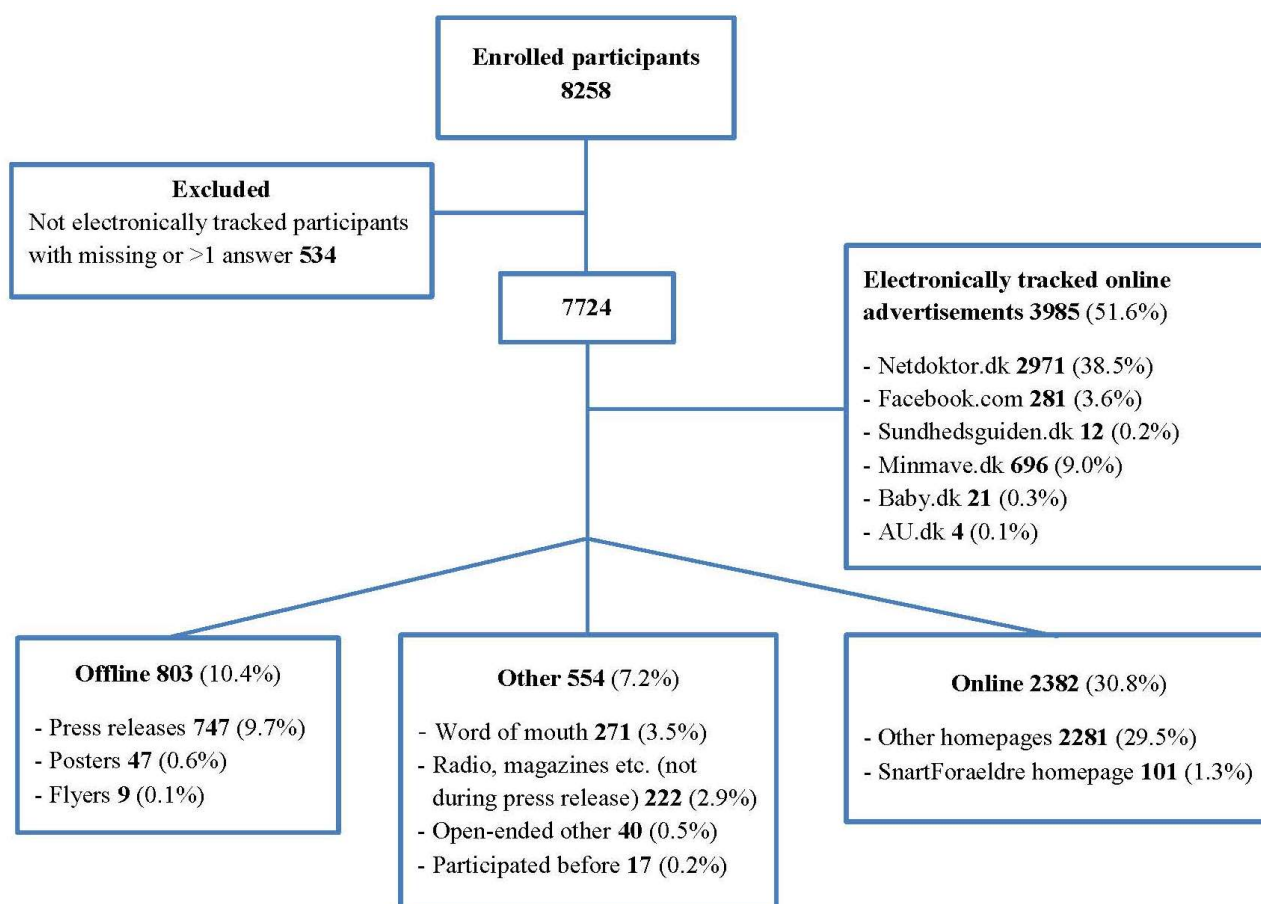 Enrolled participants
8258
Excluded
Not electronically tracked participants
with missing or >1 answer 534
7724
Electronically tracked online
advertisements 3985 (51.6%)
- Netdoktor.dk 2971 (38.5%)
- Facebook.com 281 (3.6%)
- Sundhedsguiden.dk 12 (0.2%)
- Minmave.dk 696 (9.0%)
- Baby.dk 21 (0.3%)
- AU.dk 4 (0.1%)
Offline 803 (10.4%)
- Press releases 747 (9.7%)
- Posters 47 (0.6%)
- Flyers 9 (0.1%)
Other 554 (7.2%)
- Word of mouth 271 (3.5%)
- Radio, magazines etc. (not
during press release) 222 (2.9%)
- Open-ended other 40 (0.5%)
- Participated before 17 (0.2%)
Online 2382 (30.8%)
- Other homepages 2281 (29.5%)
- SnartForaeldre homepage 101 (1.3%)